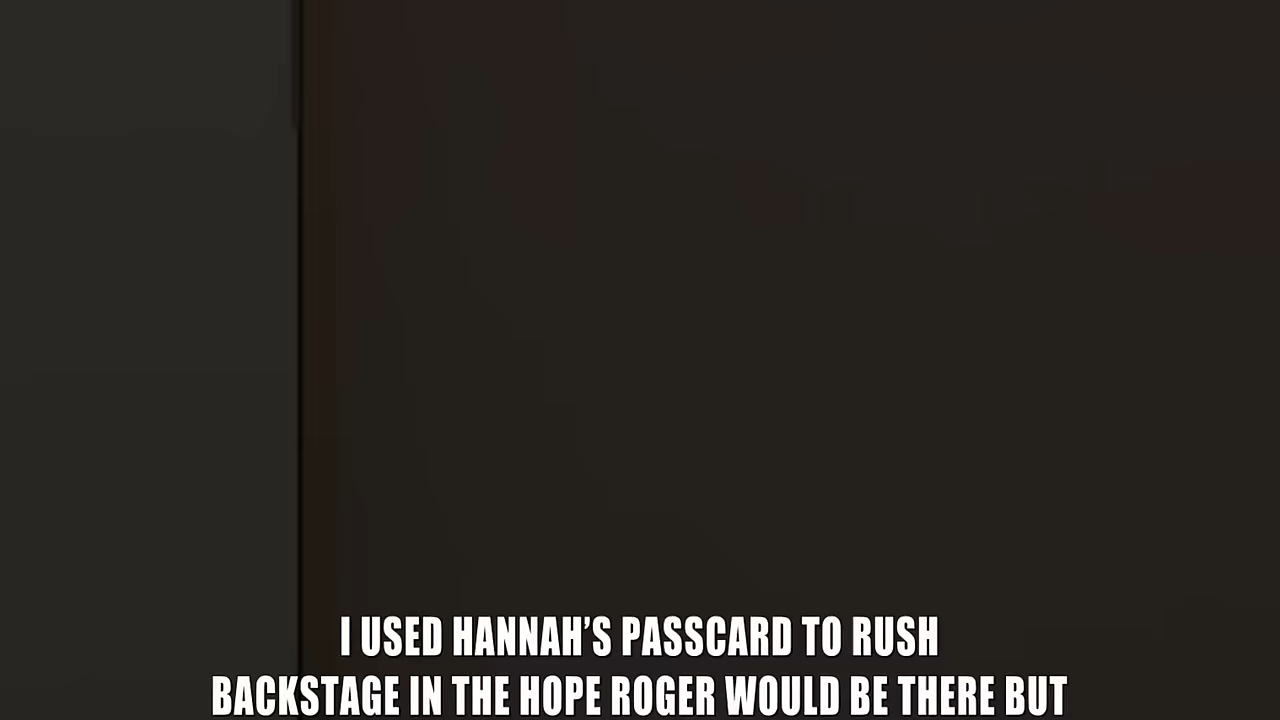 I USED HANNAH’S PASSCARD TO RUSH
BACKSTAGE IN THE HOPE ROGER WOULD BE THERE BUT